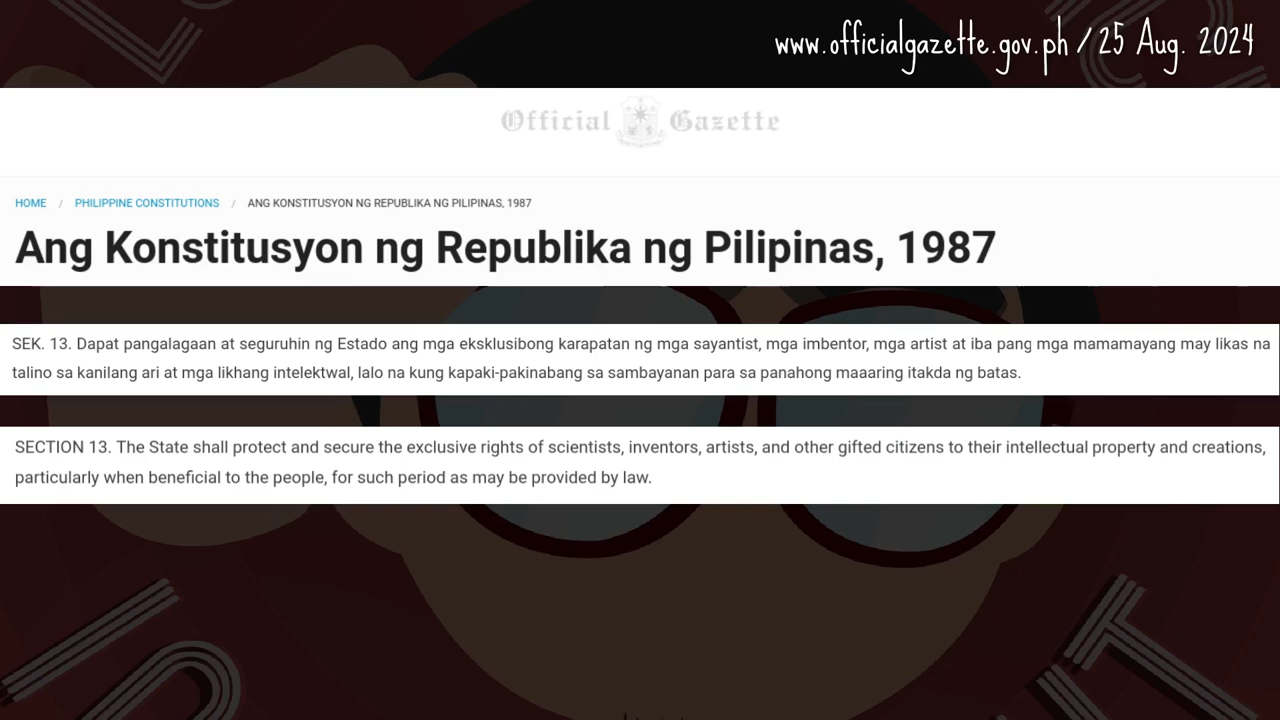 www.officialgazette.gov.ph / 25 Aug. 2024
Official Gazette
HOME / PHILIPPINE CONSTITUTIONS / ANG KONSTITUSYON NG REPUBLIKA NG PILIPINAS, 1987
Ang Konstitusyon ng Republika ng Pilipinas, 1987
SEK. 13. Dapat pangalagaan at seguruhin ng Estado ang mga eksklusibong karapatan ng mga sayantist, mga imbentor, mga artist at iba pang mga mamamayang may likas na
talino sa kanilang ari at mga likhang intelektwal, lalo na kung kapaki-pakinabang sa sambayanan para sa panahong maaaring itakda ng batas.
SECTION 13. The State shall protect and secure the exclusive rights of scientists, inventors, artists, and other gifted citizens to their intellectual property and creations,
particularly when beneficial to the people, for such period as may be provided by law.